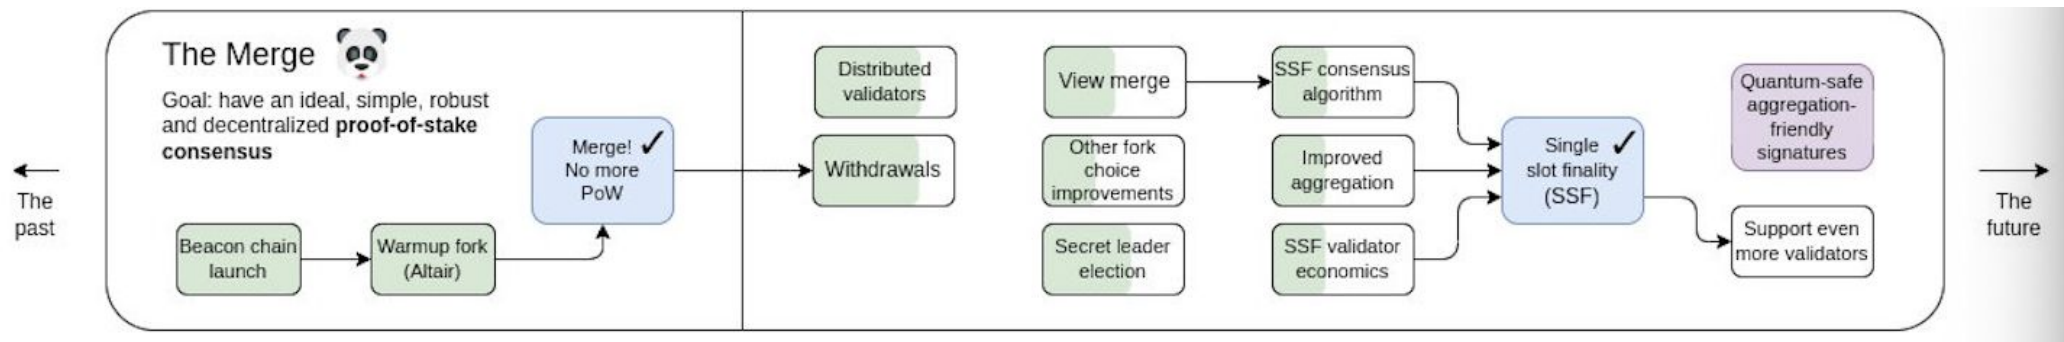 The Merge
Goal: have an ideal, simple, robust
and decentralized proof-of-stake
consensus
The
past
Beacon chain
launch
Warmup fork
(Altair)
Merge!
No more
PoW
Distributed
validators
Withdrawals
View merge
Other fork
choice
improvements
Secret leader
election
SSF consensus
algorithm
Improved
aggregation
SSF validator
economics
Single
slot finality
(SSF)
Quantum-safe
aggregation-
friendly
signatures
Support even
more validators
The
future